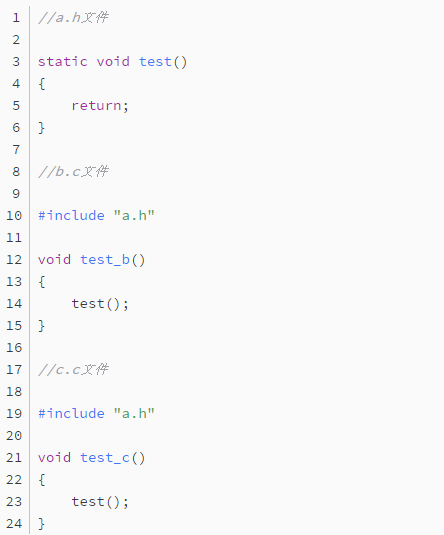 1 //a.h文件
2
3 static void test()
4 {
5     return;
6 }
7
8 //b.c文件
9
10 #include "a.h"
11
12 void test_b()
13 {
14     test();
15 }
16
17 //c.c文件
18
19 #include "a.h"
20
21 void test_c()
22 {
23     test();
24 }